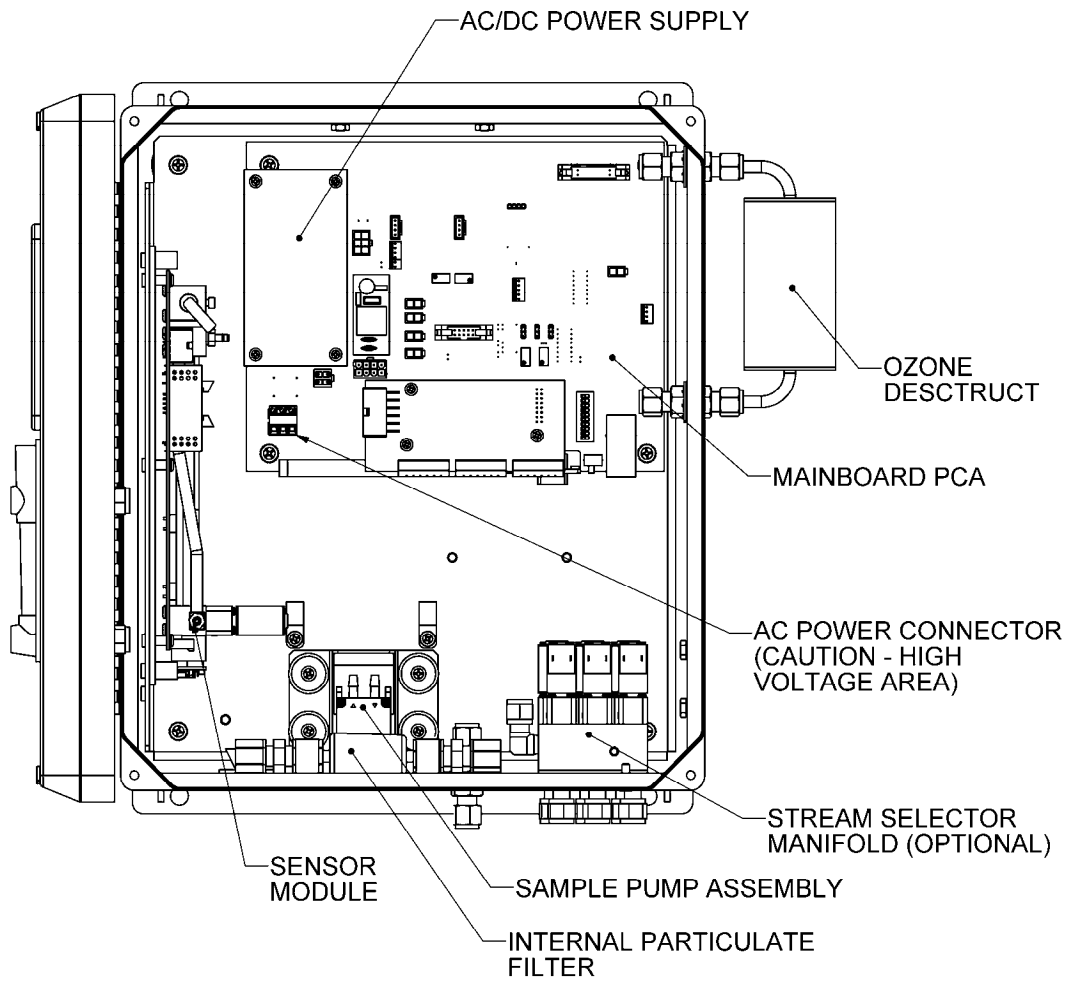 AC/DC POWER SUPPLY
OZONE
DESCTRUCT
MAINBOARD PCA
AC POWER CONNECTOR
(CAUTION - HIGH
VOLTAGE AREA)
STREAM SELECTOR
MANIFOLD (OPTIONAL)
SENSOR
MODULE
SAMPLE PUMP ASSEMBLY
INTERNAL PARTICULATE
FILTER